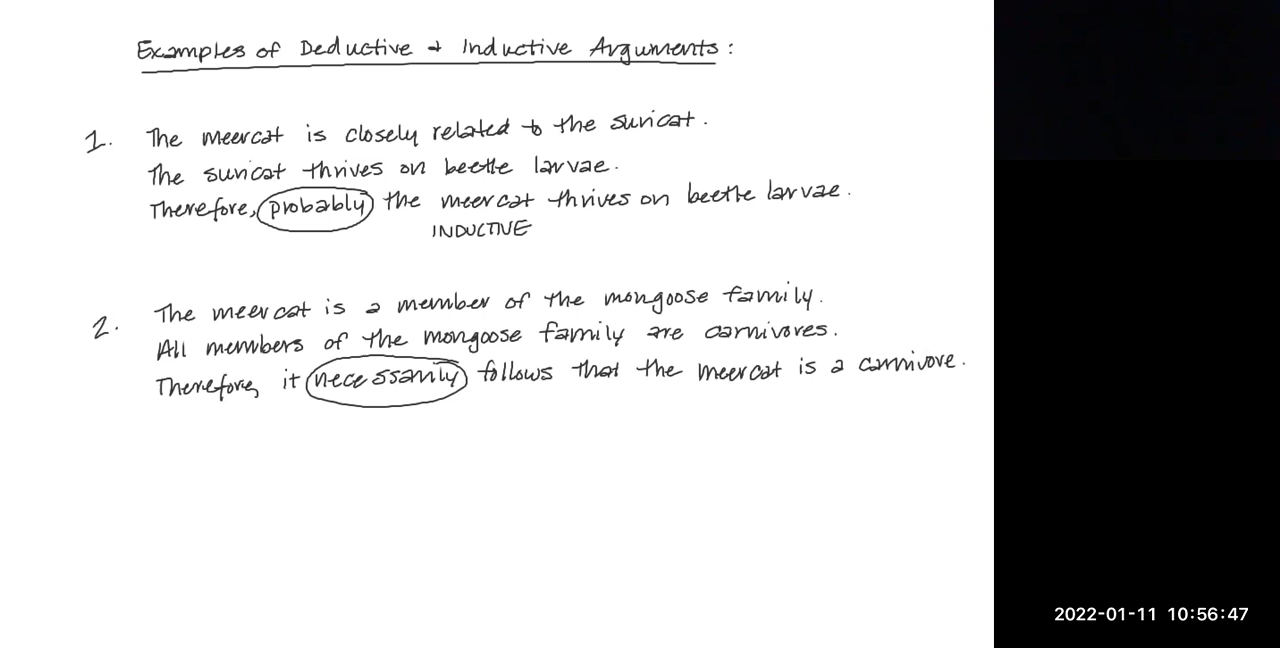 Examples of Deductive & Inductive Arguments:
1. The meercat is closely related to the suricat.
The suricat thrives on beetle larvae.
Therefore, probably the meercat thrives on beetle larvae.
INDUCTIVE
2. The meercat is a member of the mongoose family.
All members of the mongoose family are carnivores.
Therefore, it necessarily follows that the meercat is a carnivore.
2022-01-11 10:56:47